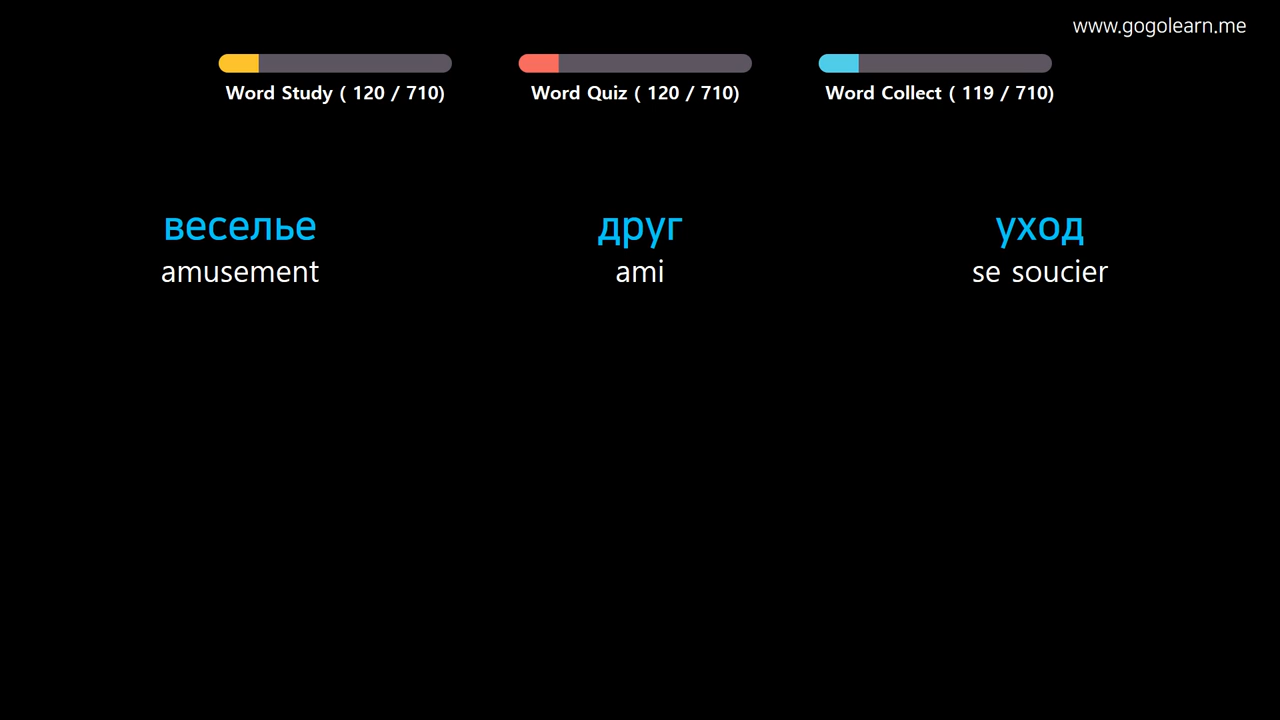 www.gogolearn.me
Word Study ( 120 / 710)
Word Quiz ( 120 / 710)
Word Collect ( 119 / 710)
веселье
amusement
друг
ami
уход
se soucier